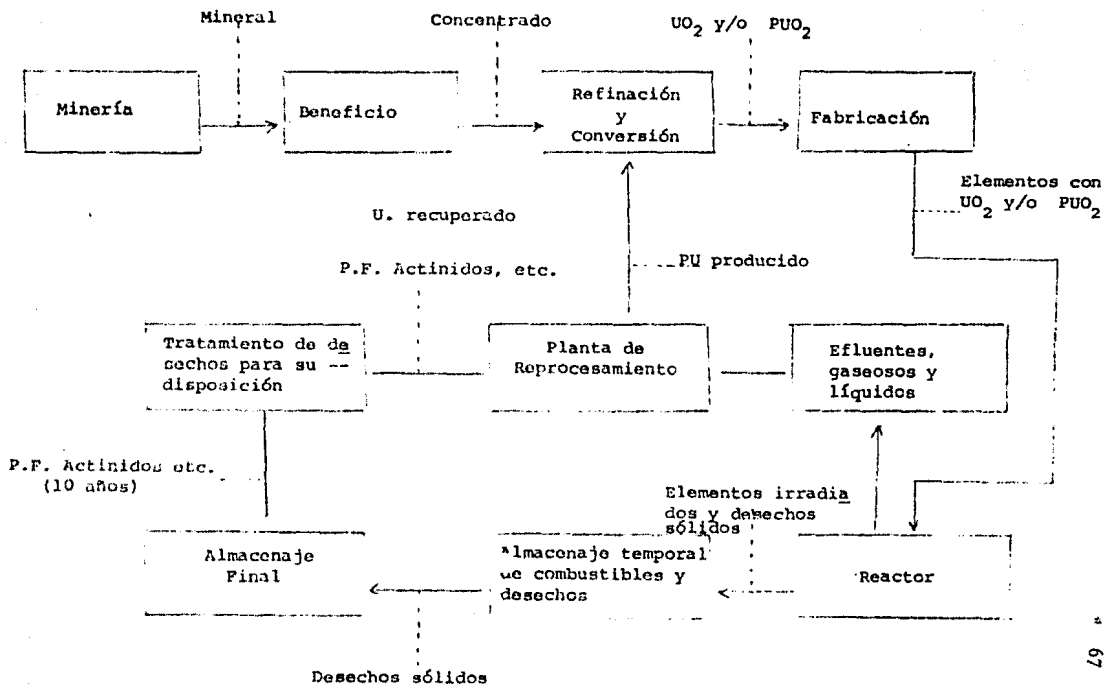 Mineral
Concentrado
UO2 y/o PUO2
Minería
Beneficio
Refinación
y
Conversión
Fabricación
Elementos con
UO2 y/o PUO2
U. recuperado
P.F. Actinidos, etc.
PU producido
Tratamiento de de
sechos para su --
disposición
Planta de
Reprocesamiento
Efluentes,
gaseosos y
líquidos
P.F. Actinidos etc.
(10 años)
Elementos irradia
dos y desechos
sólidos
Almacenaje
Final
Almacenaje temporal
de combustibles y
desechos
Reactor
Desechos sólidos
67